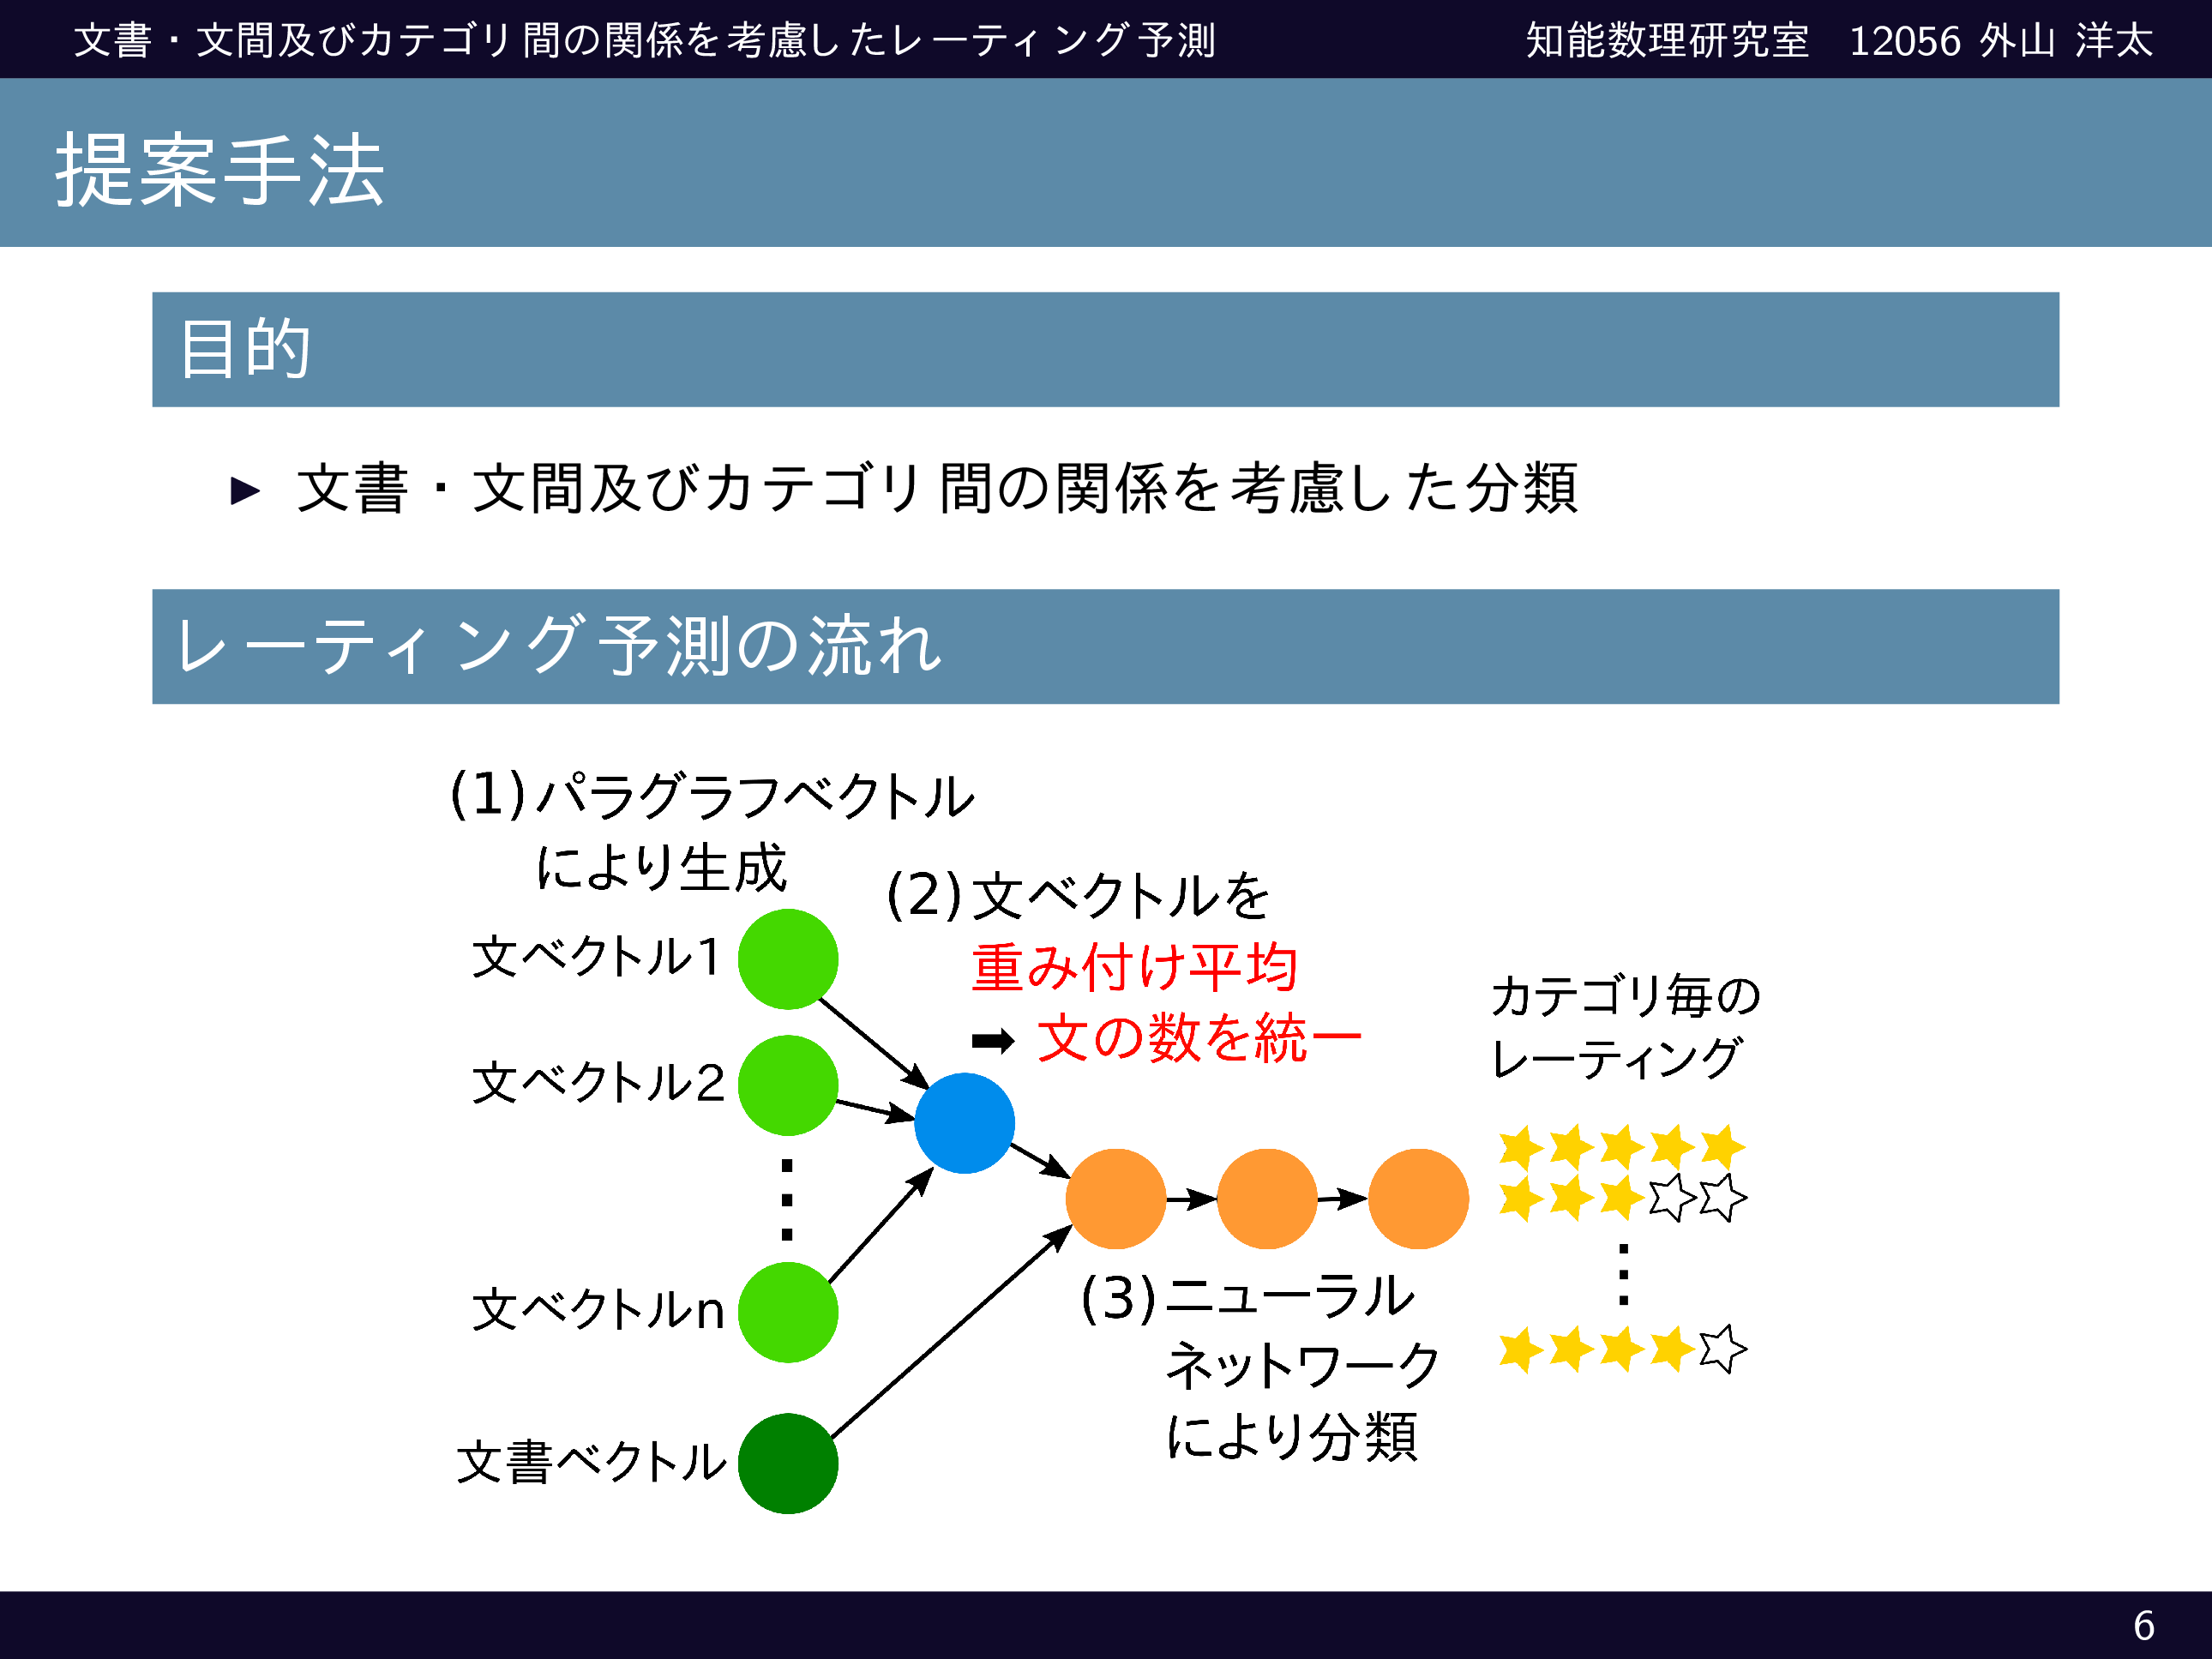 文書・文間及びカテゴリ間の関係を考慮したレーティング予測
知能数理研究室 12056 外山 洋太
提案手法
目的
▶ 文書・文間及びカテゴリ間の関係を考慮した分類
レーティング予測の流れ
(1)パラグラフベクトル
により生成
(2)文ベクトルを
重み付け平均
➡ 文の数を統一
文ベクトル1
文ベクトル2
文ベクトルn
文書ベクトル
(3)ニューラル
ネットワーク
により分類
カテゴリ毎の
レーティング
6